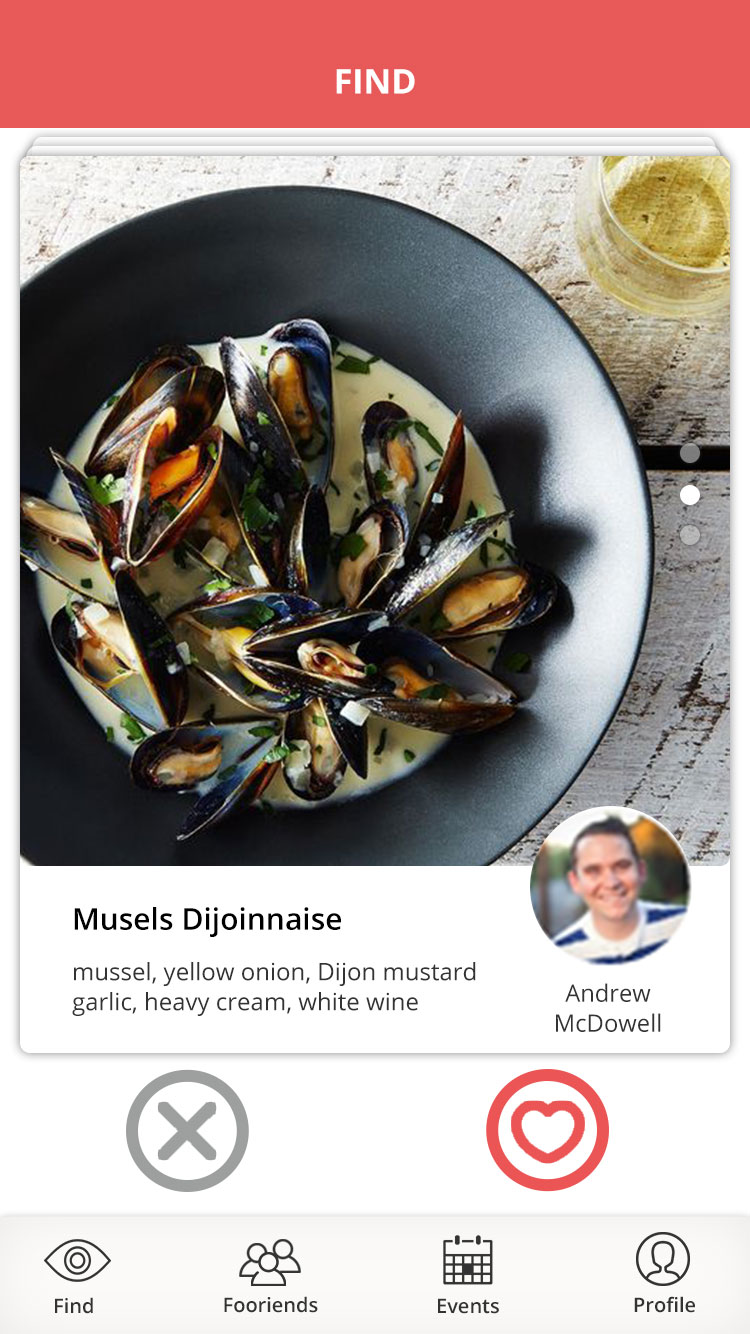 FIND
Musels Dijoinnaise
mussel, yellow onion, Dijon mustard
garlic, heavy cream, white wine
Andrew
McDowell
Find
Fooriends
Events
Profile